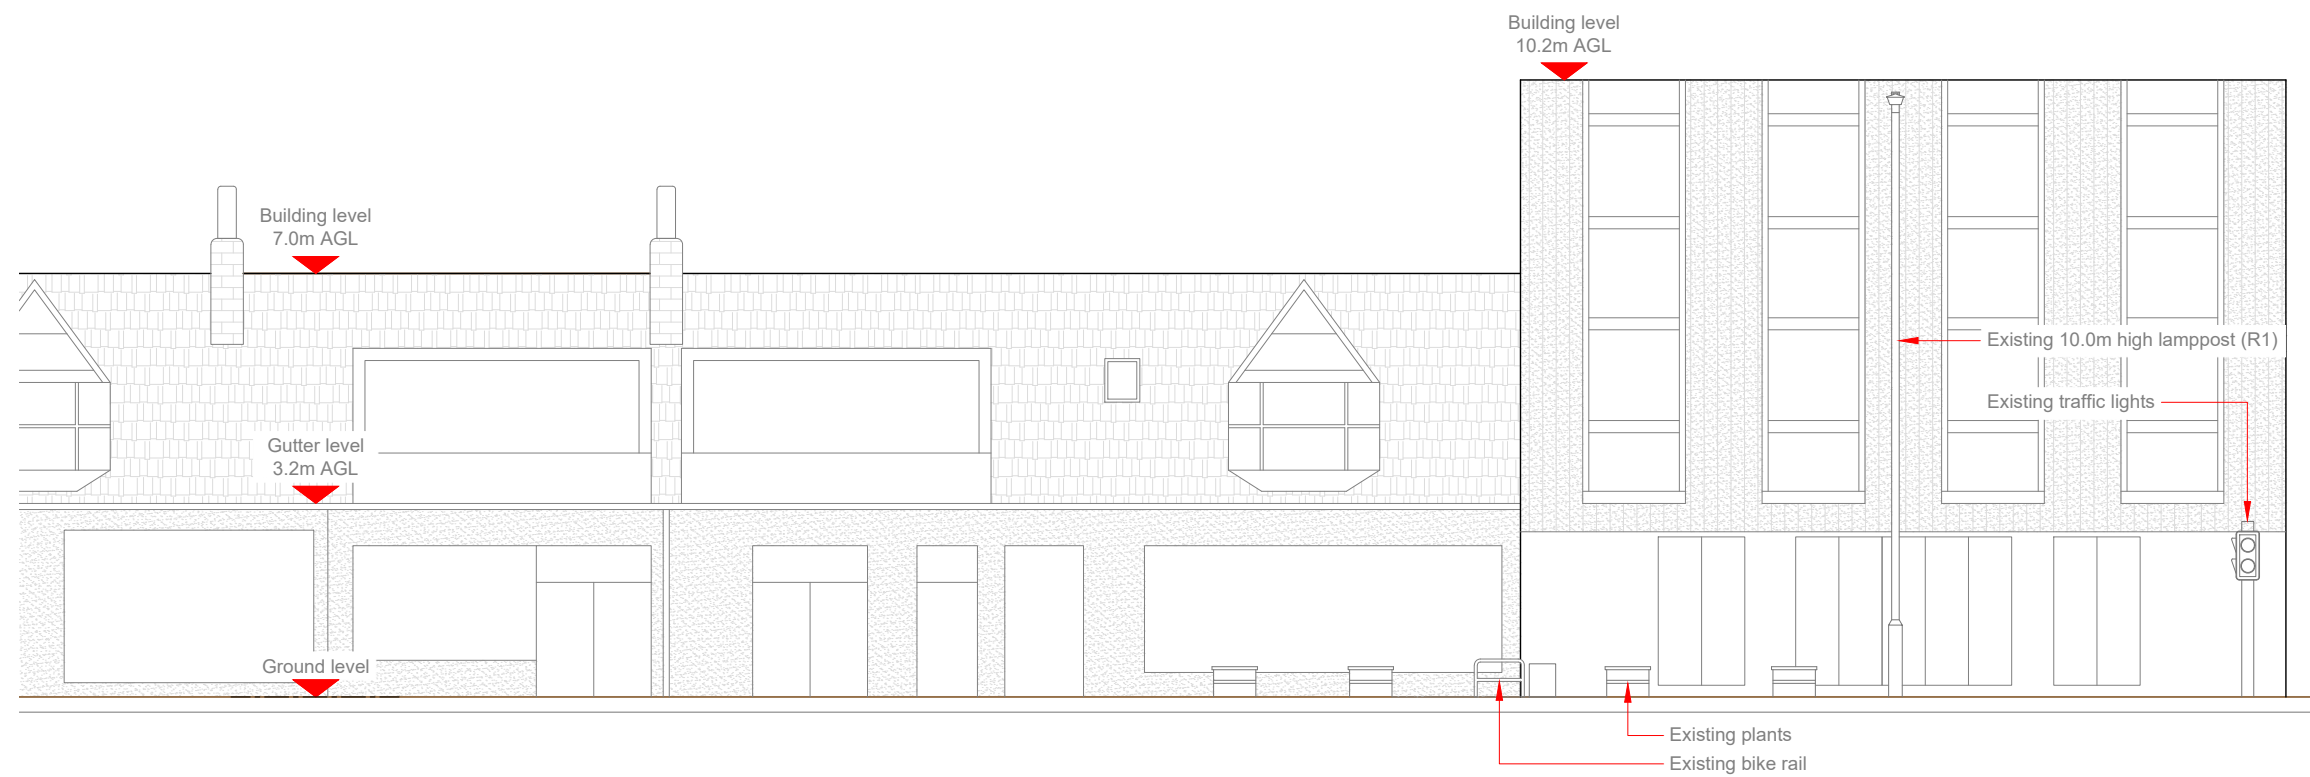 Building level
10.2m AGL
Building level
7.0m AGL
Existing 10.0m high lamppost (R1)
Existing traffic lights
Gutter level
3.2m AGL
Ground level
Existing plants
Existing bike rail